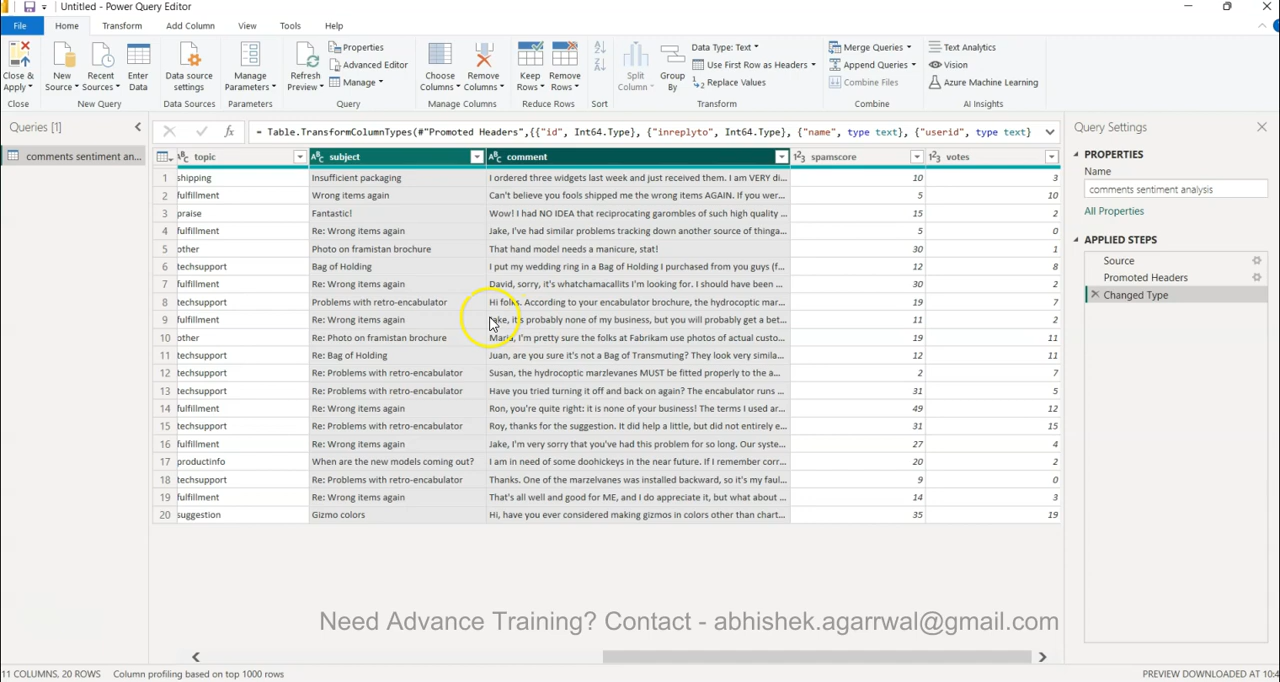 Untitled - Power Query Editor
File Home Transform Add Column View Tools Help
Close & Apply New Source Recent Sources Enter Data Data source settings Manage Parameters Refresh Preview Properties Advanced Editor Manage Choose Columns Remove Columns Keep Rows Remove Rows Split Column Group By Data Type: Text Use First Row as Headers Replace Values Merge Queries Append Queries Combine Files Text Analytics Vision Azure Machine Learning
Close New Query Data Sources Parameters Query Manage Columns Reduce Rows Sort Transform Combine AI Insights
Queries [1]
comments sentiment an...
= Table.TransformColumnTypes(#"Promoted Headers",{{"id", Int64.Type}, {"inreplyto", Int64.Type}, {"name", type text}, {"userid", type text}
topic subject comment spamscore votes
1 shipping Insufficient packaging I ordered three widgets last week and just received them. I am VERY di... 10 3
2 fulfillment Wrong items again Can't believe you fools shipped me the wrong items AGAIN. If you wer... 5 10
3 praise Fantastic! Wow! I had NO IDEA that reciprocating garombles of such high quality ... 15 2
4 fulfillment Re: Wrong items again Jake, I've had similar problems tracking down another source of thinga... 5 0
5 other Photo on framistan brochure That hand model needs a manicure, stat! 30 1
6 techsupport Bag of Holding I put my wedding ring in a Bag of Holding I purchased from you guys (f... 12 8
7 fulfillment Re: Wrong items again David, sorry, it's whatchamacallits I'm looking for. I should have been ... 30 2
8 techsupport Problems with retro-encabulator Hi folks. According to your encabulator brochure, the hydrocoptic mar... 19 7
9 fulfillment Re: Wrong items again Jake, it's probably none of my business, but you will probably get a bet... 11 2
10 other Re: Photo on framistan brochure Maria, I'm pretty sure the folks at Fabrikam use photos of actual custo... 19 11
11 techsupport Re: Bag of Holding Juan, are you sure it's not a Bag of Transmuting? They look very simila... 12 11
12 techsupport Re: Problems with retro-encabulator Susan, the hydrocoptic marzlevanes MUST be fitted properly to the a... 2 7
13 techsupport Re: Problems with retro-encabulator Have you tried turning it off and back on again? The encabulator runs ... 31 5
14 fulfillment Re: Wrong items again Ron, you're quite right: it is none of your business! The terms I used ar... 49 12
15 techsupport Re: Problems with retro-encabulator Roy, thanks for the suggestion. It did help a little, but did not entirely e... 31 15
16 fulfillment Re: Wrong items again Jake, I'm very sorry that you've had this problem for so long. Our syste... 27 4
17 productinfo When are the new models coming out? I am in need of some doohickeys in the near future. If I remember corr... 20 2
18 techsupport Re: Problems with retro-encabulator Thanks. One of the marzelvanes was installed backward, so it's my faul... 9 0
19 fulfillment Re: Wrong items again That's all well and good for ME, and I do appreciate it, but what about ... 14 3
20 suggestion Gizmo colors Hi, have you ever considered making gizmos in colors other than chart... 35 19
Query Settings
PROPERTIES
Name
comments sentiment analysis
All Properties
APPLIED STEPS
Source
Promoted Headers
Changed Type
Need Advance Training? Contact - abhishek.agarrwal@gmail.com
11 COLUMNS, 20 ROWS Column profiling based on top 1000 rows PREVIEW DOWNLOADED AT 10:4